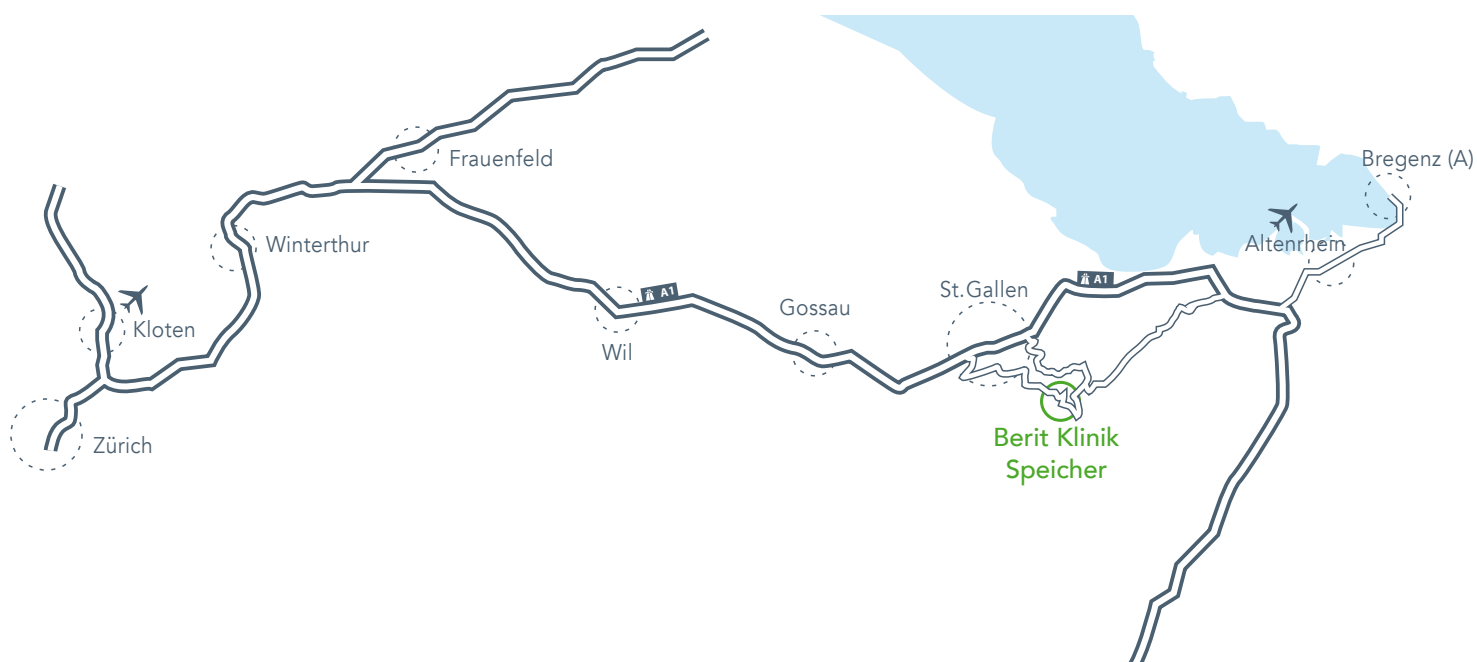 Frauenfeld
Bregenz (A)
Winterthur
Altenrhein
A1
A1
St.Gallen
Gossau
Kloten
Wil
Zürich
Berit Klinik
Speicher